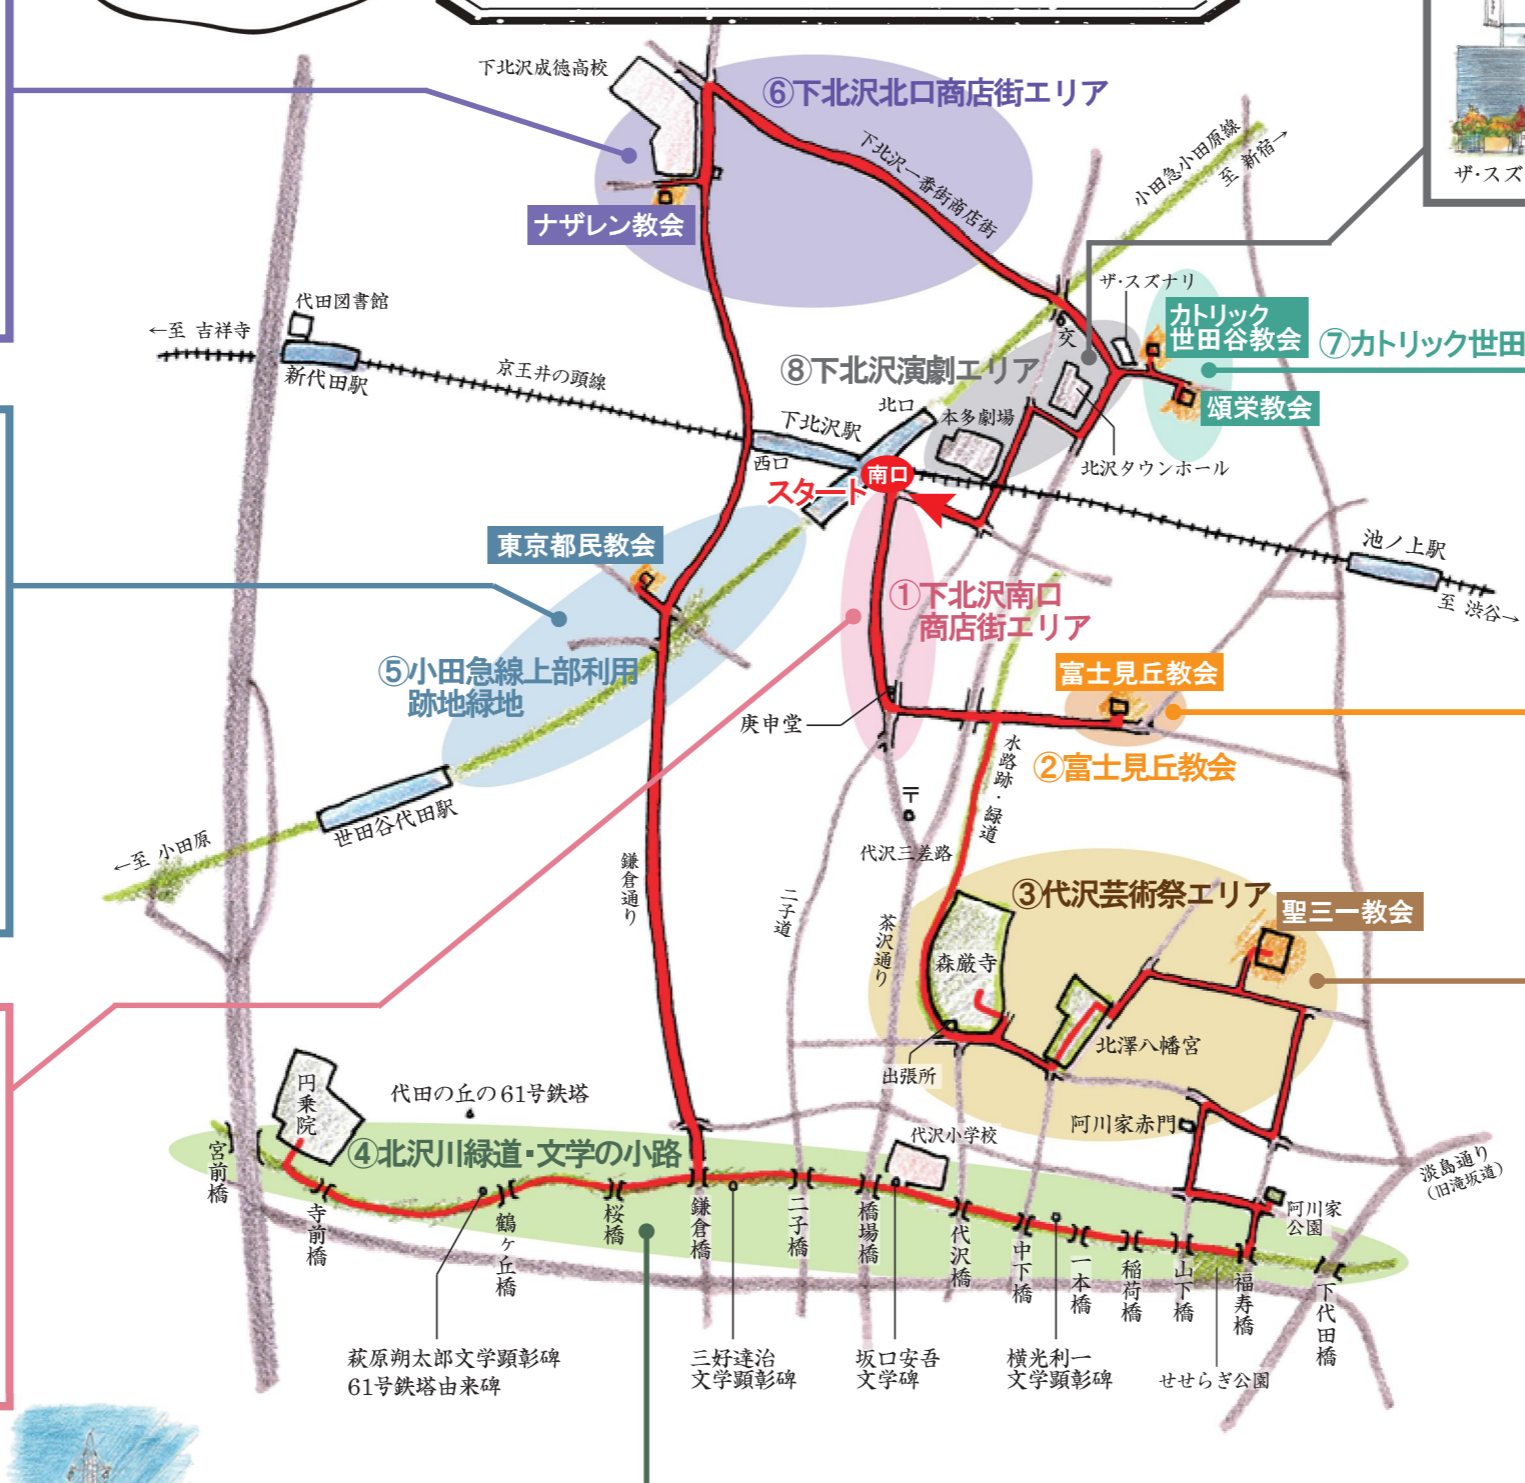 下北沢成徳高校
⑥下北沢北口商店街エリア
下北沢一番街商店街
小田急小田原線
至 新宿→
ザ・スズ
ナザレン教会
代田図書館
←至 吉祥寺
新代田駅
京王井の頭線
ザ・スズナリ
カトリック
世田谷教会
⑦カトリック世田
交
⑧下北沢演劇エリア
北口
本多劇場
頌栄教会
下北沢駅
西口
南口
スタート
北沢タウンホール
東京都民教会
池ノ上駅
至 渋谷→
①下北沢南口
商店街エリア
⑤小田急線上部利用
跡地緑地
富士見丘教会
庚申堂
②富士見丘教会
水路跡・緑道
〒
世田谷代田駅
←至 小田原
代沢三差路
鎌倉通り
二子道
茶沢通り
③代沢芸術祭エリア
聖三一教会
森厳寺
北澤八幡宮
出張所
円乗院
代田の丘の61号鉄塔
代沢小学校
阿川家赤門
④北沢川緑道・文学の小路
淡島通り
(旧滝坂道)
阿川家
公園
宮前橋
寺前橋
鶴ヶ丘橋
桜橋
鎌倉橋
二子橋
橋場橋
代沢橋
中下橋
一本橋
稲荷橋
山下橋
福寿橋
下代田橋
萩原朔太郎文学顕彰碑
61号鉄塔由来碑
三好達治
文学顕彰碑
坂口安吾
文学碑
横光利一
文学顕彰碑
せせらぎ公園